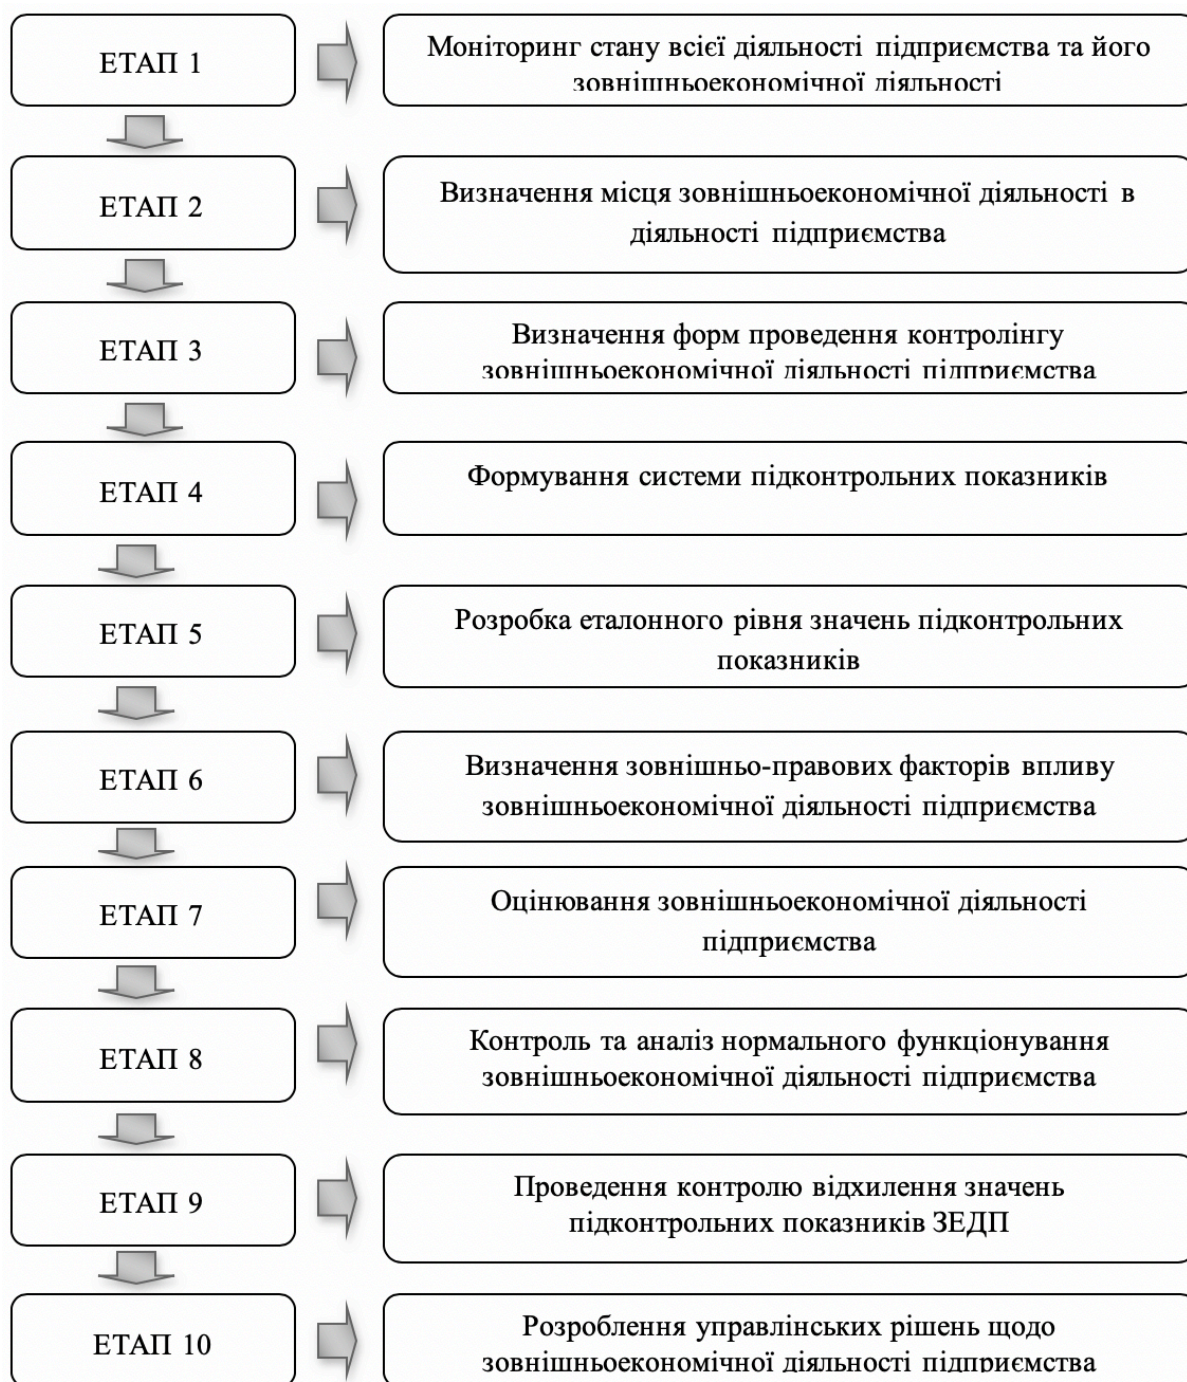 ЕТАП 1
Моніторинг стану всієї діяльності підприємства та його
зовнішньоекономічної діяльності
ЕТАП 2
Визначення місця зовнішньоекономічної діяльності в
діяльності підприємства
ЕТАП 3
Визначення форм проведення контролінгу
зовнішньоекономічної діяльності підприємства
ЕТАП 4
Формування системи підконтрольних показників
ЕТАП 5
Розробка еталонного рівня значень підконтрольних
показників
ЕТАП 6
Визначення зовнішньо-правових факторів впливу
зовнішньоекономічної діяльності підприємства
ЕТАП 7
Оцінювання зовнішньоекономічної діяльності
підприємства
ЕТАП 8
Контроль та аналіз нормального функціонування
зовнішньоекономічної діяльності підприємства
ЕТАП 9
Проведення контролю відхилення значень
підконтрольних показників ЗЕДП
ЕТАП 10
Розроблення управлінських рішень щодо
зовнішньоекономічної діяльності підприємства